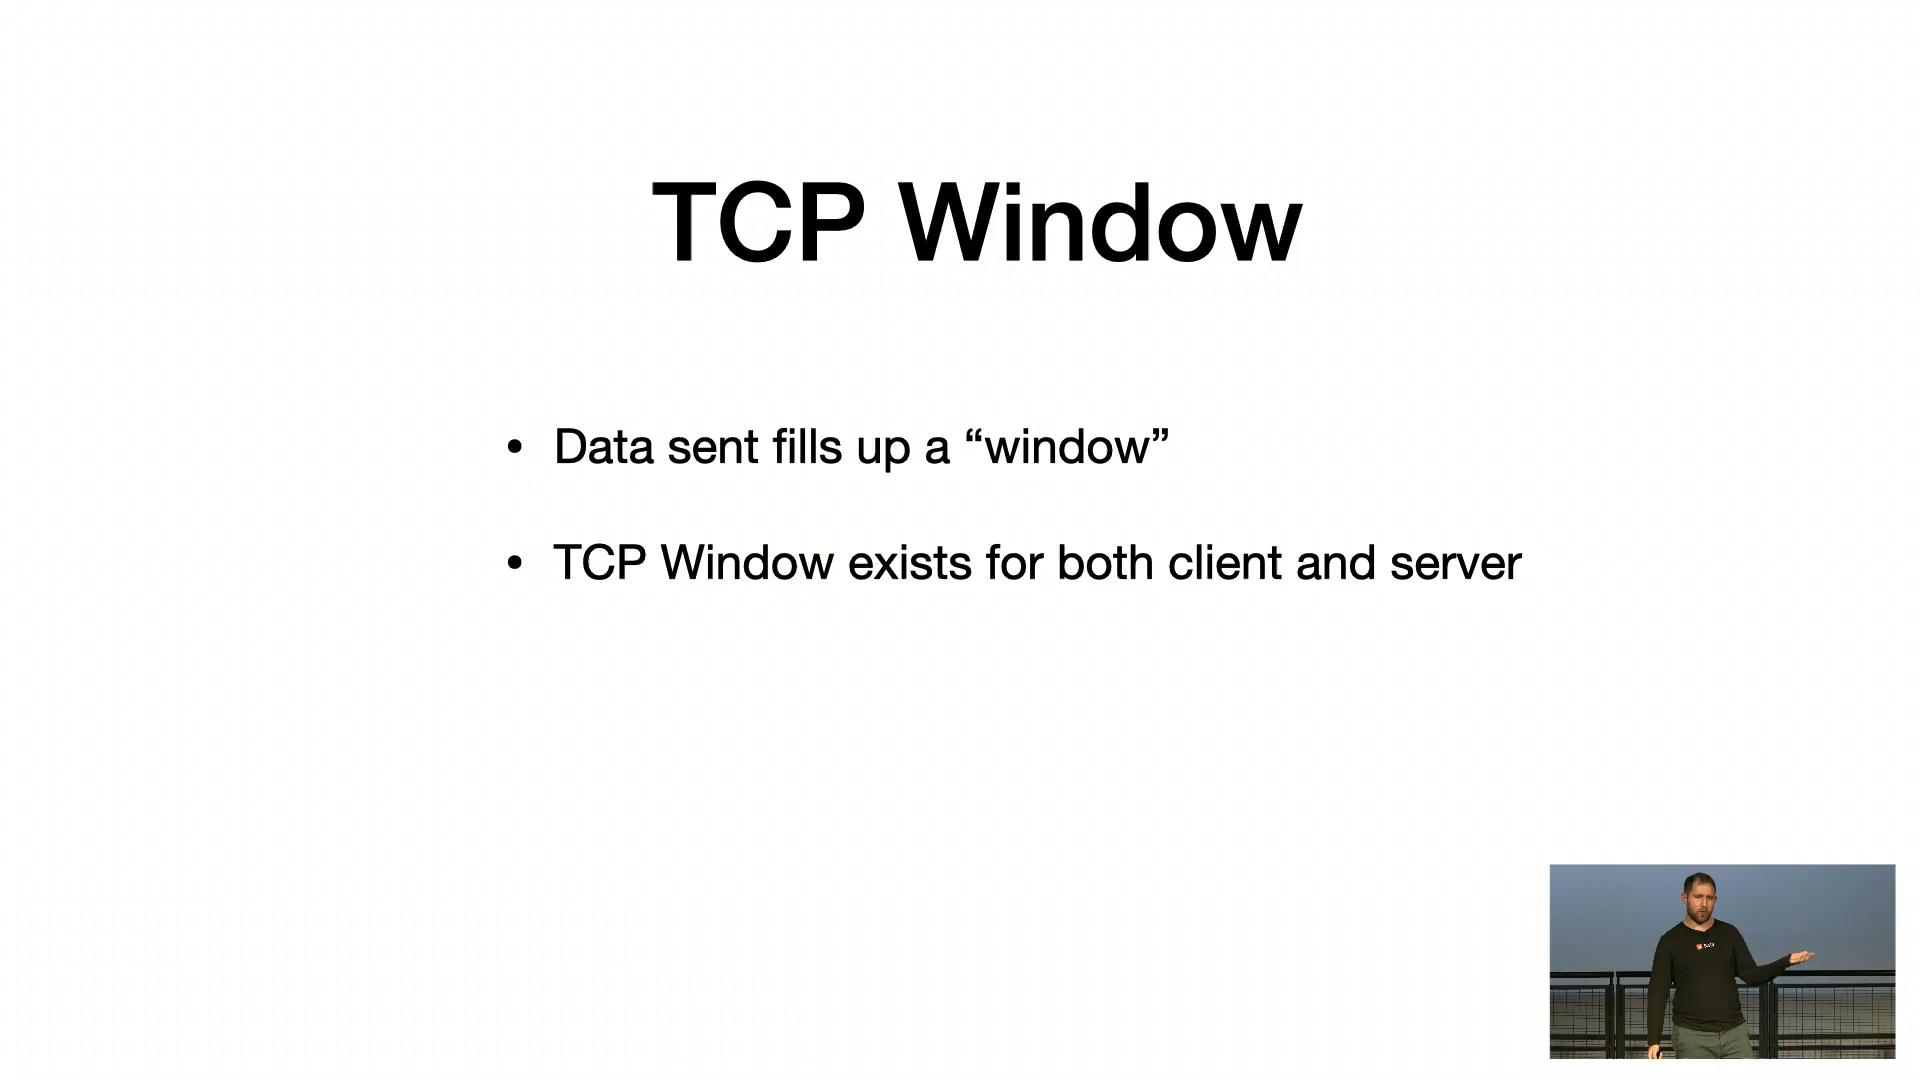 TCP Window
• Data sent fills up a “window”
• TCP Window exists for both client and server